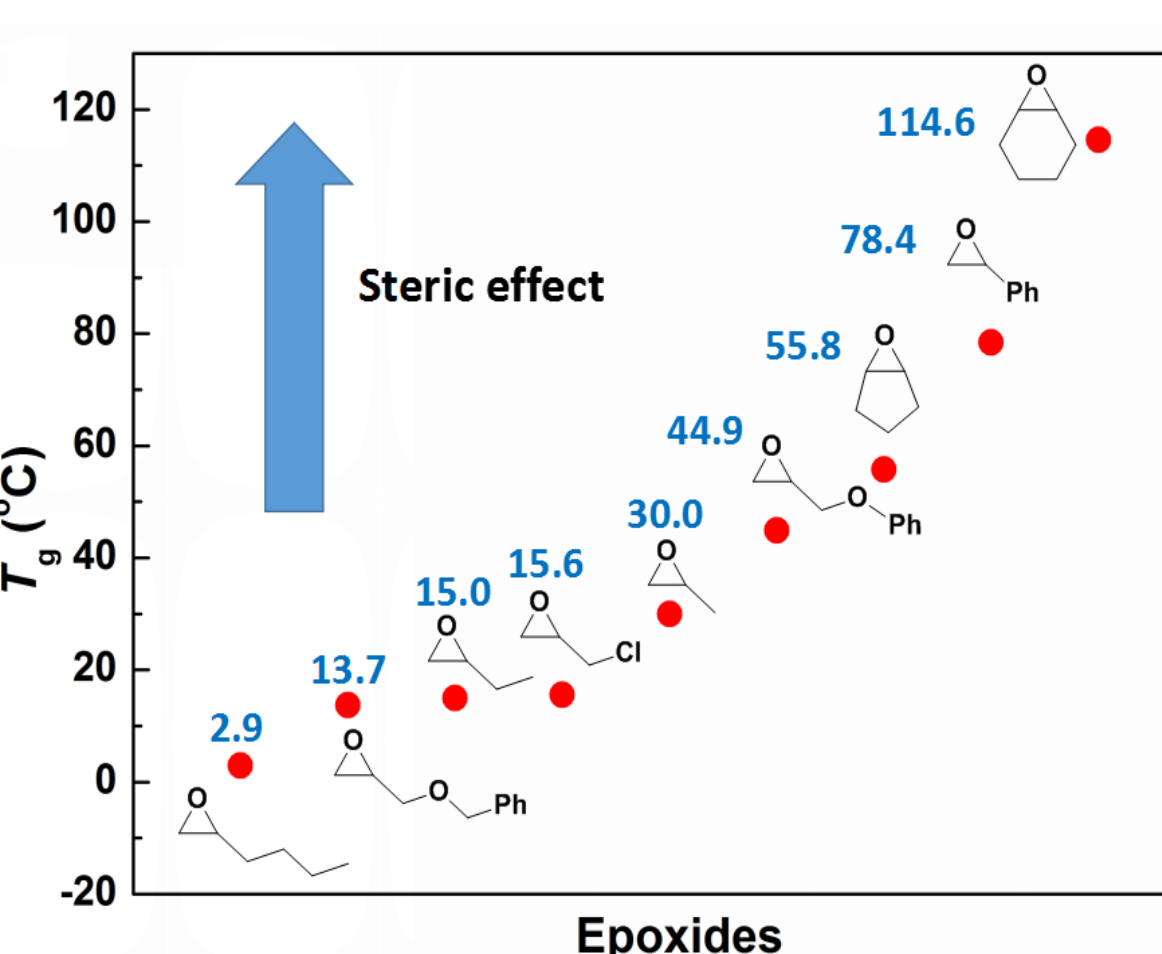 120
100
80
60
40
20
0
-20
Tg (°C)
Steric effect
2.9
O
13.7
O
O
Ph
15.0
O
15.6
O
Cl
30.0
O
44.9
O
O
Ph
55.8
O
78.4
O
Ph
114.6
O
Epoxides